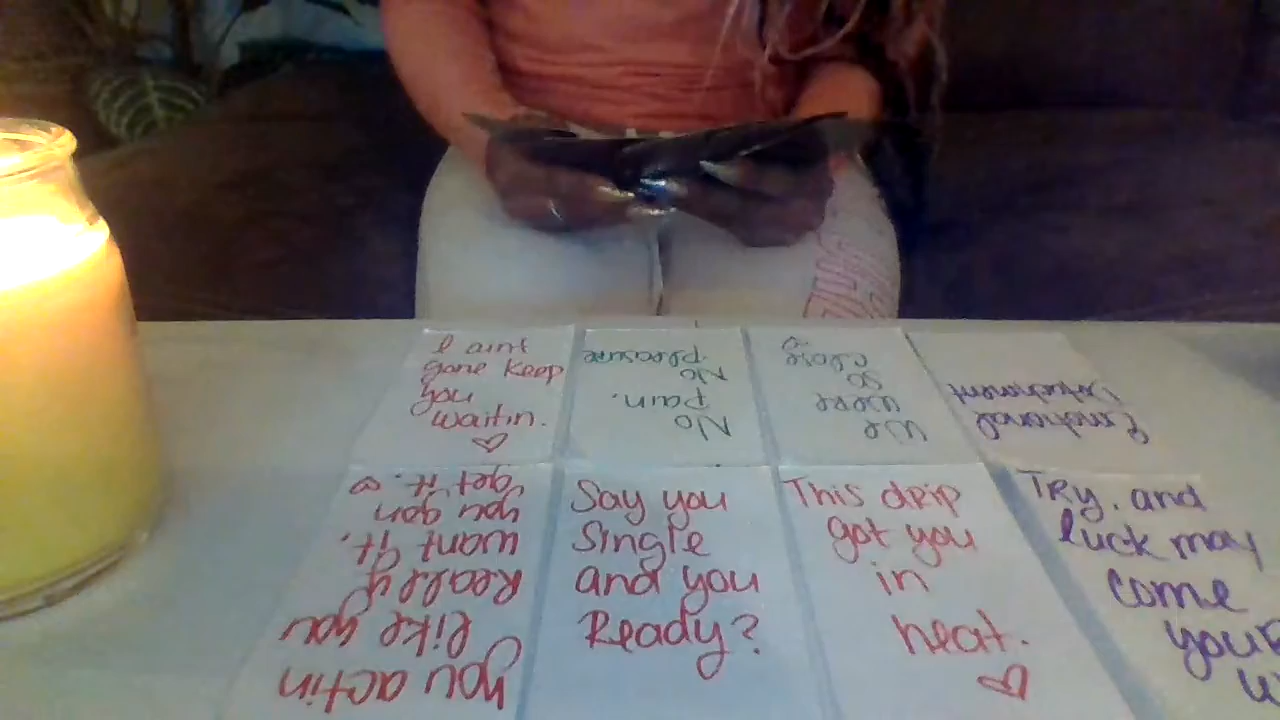 I aint
gone keep
you
waitin.
No
pain.
No
pleasure
We
were
so
close
Emotional
Detachment
You actin
like you
Really
want it.
you gon
get it.
Say you
Single
and you
Ready?
This drip
got you
in
heat.
Try. and
luck may
come